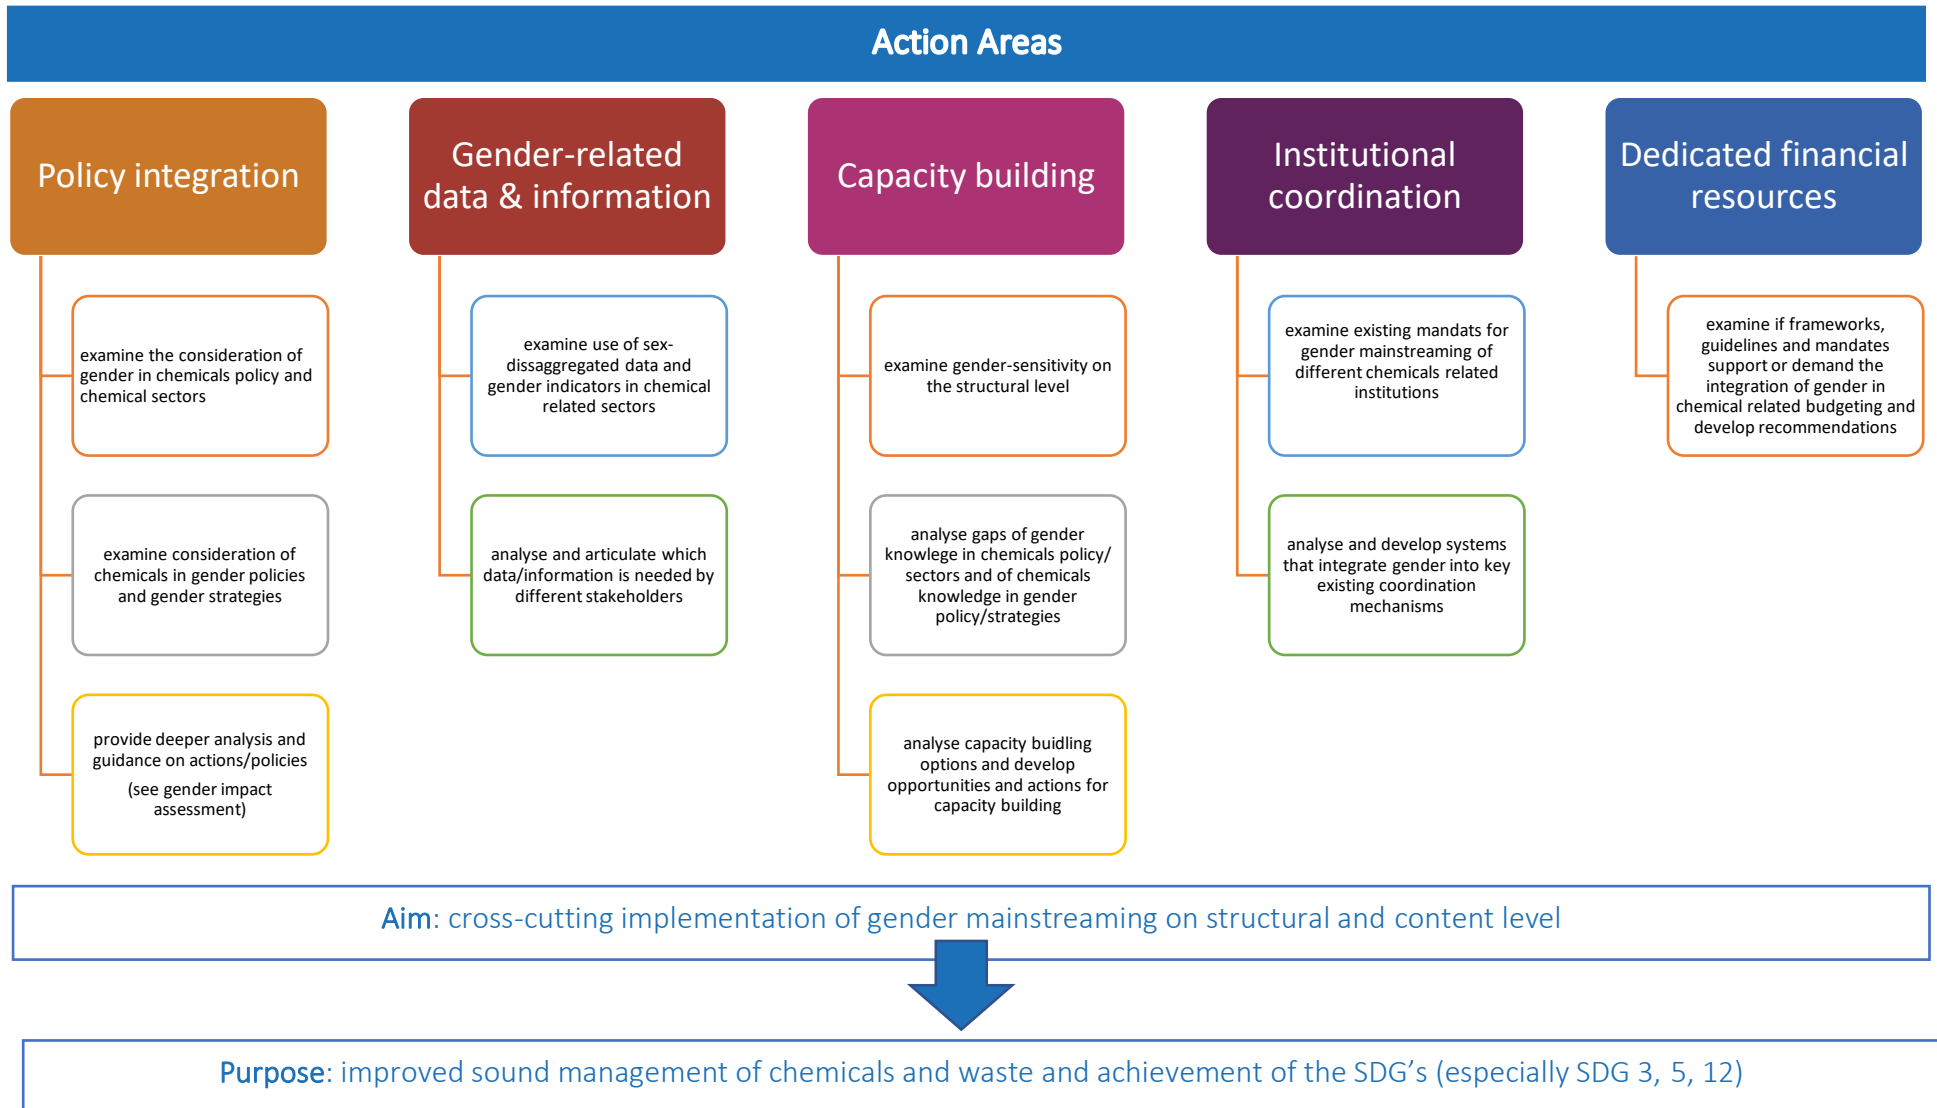 Action Areas
Policy integration
examine the consideration of
gender in chemicals policy and
chemical sectors
examine consideration of
chemicals in gender policies
and gender strategies
provide deeper analysis and
guidance on actions/policies
(see gender impact
assessment)
Gender-related
data & information
examine use of sex-
dissaggregated data and
gender indicators in chemical
related sectors
analyse and articulate which
data/information is needed by
different stakeholders
Capacity building
examine gender-sensitivity on
the structural level
analyse gaps of gender
knowlege in chemicals policy/
sectors and of chemicals
knowledge in gender
policy/strategies
analyse capacity buidling
options and develop
opportunities and actions for
capacity building
Institutional
coordination
examine existing mandats for
gender mainstreaming of
different chemicals related
institutions
analyse and develop systems
that integrate gender into key
existing coordination
mechanisms
Dedicated financial
resources
examine if frameworks,
guidelines and mandates
support or demand the
integration of gender in
chemical related budgeting and
develop recommendations
Aim: cross-cutting implementation of gender mainstreaming on structural and content level
Purpose: improved sound management of chemicals and waste and achievement of the SDG's (especially SDG 3, 5, 12)